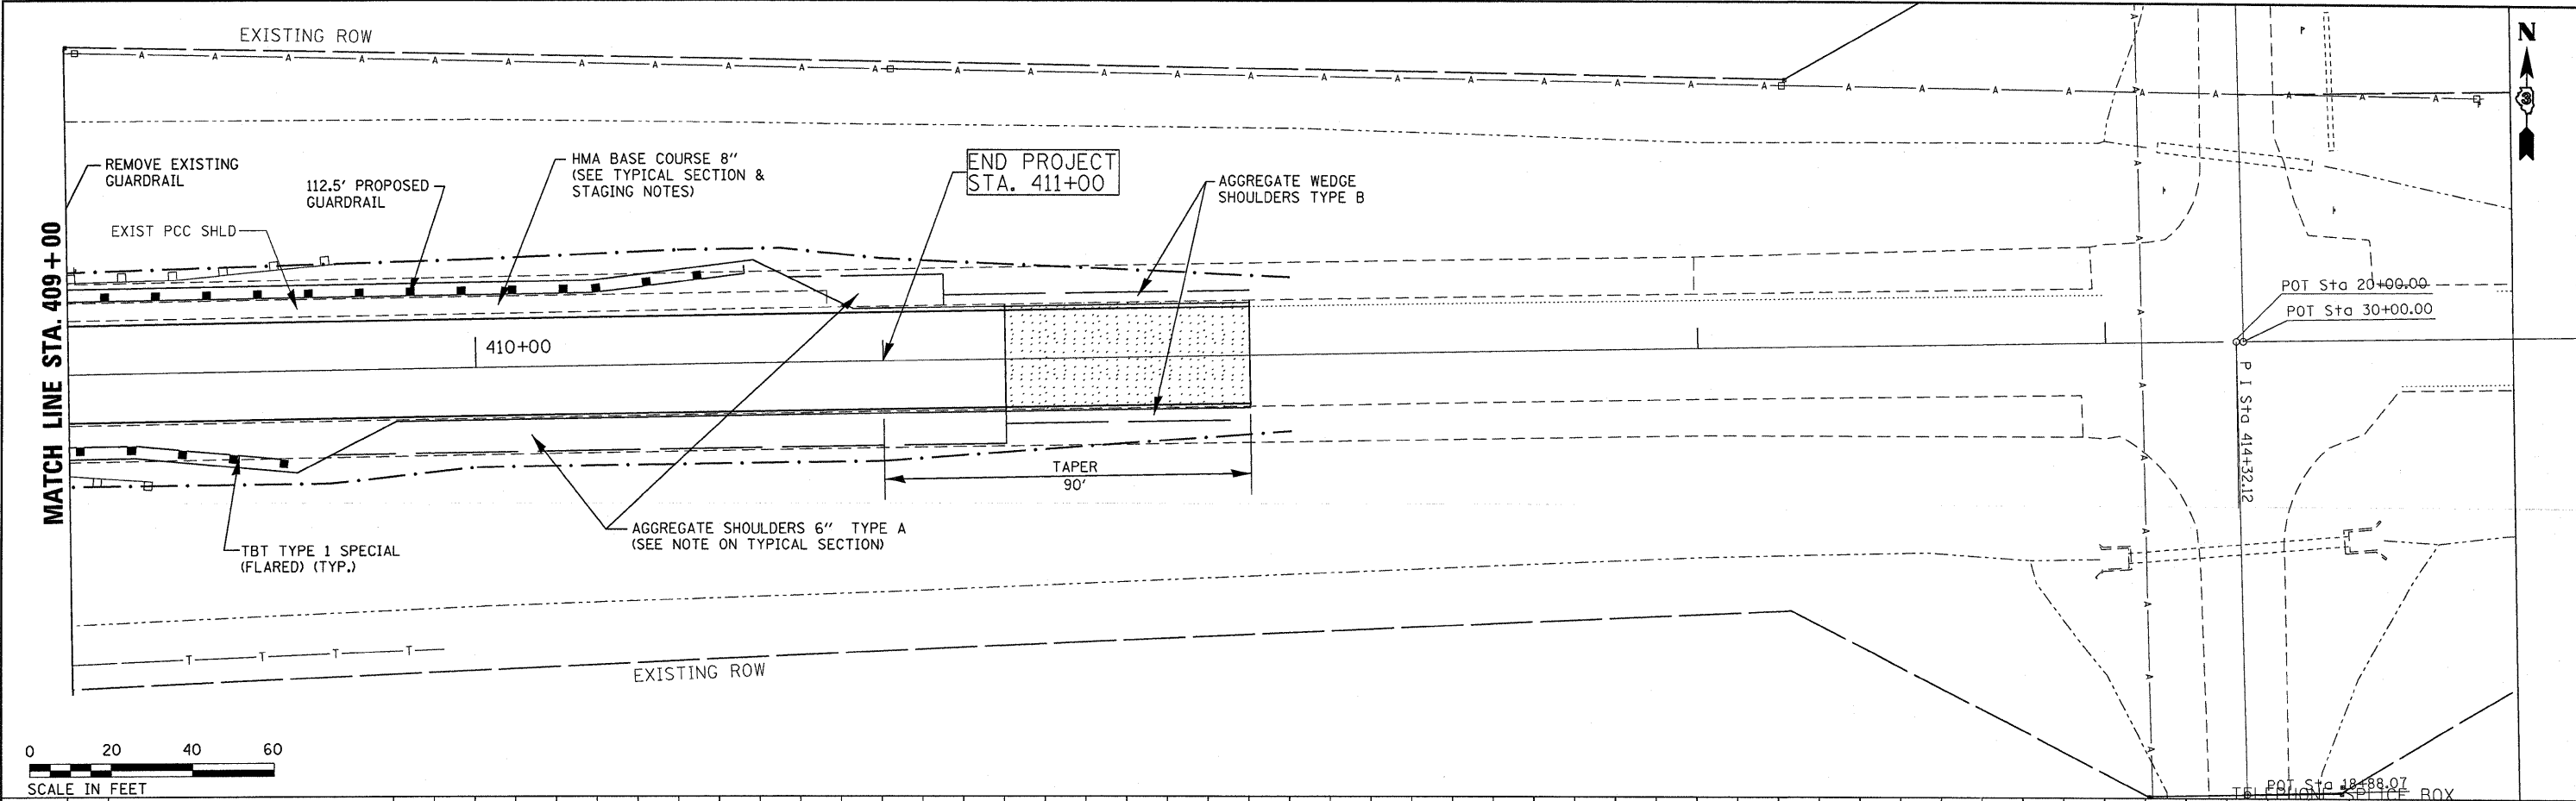 EXISTING ROW
N
3
REMOVE EXISTING
GUARDRAIL
112.5' PROPOSED
GUARDRAIL
HMA BASE COURSE 8"
(SEE TYPICAL SECTION &
STAGING NOTES)
END PROJECT
STA. 411+00
AGGREGATE WEDGE
SHOULDERS TYPE B
EXIST PCC SHLD
MATCH LINE STA. 409+00
410+00
POT Sta 20+00.00
POT Sta 30+00.00
P I Sta 414+32.12
TAPER
90'
AGGREGATE SHOULDERS 6" TYPE A
(SEE NOTE ON TYPICAL SECTION)
TBT TYPE 1 SPECIAL
(FLARED) (TYP.)
EXISTING ROW
0 20 40 60
SCALE IN FEET
POT Sta 18+88.07
TELEPHONE SPLICE BOX